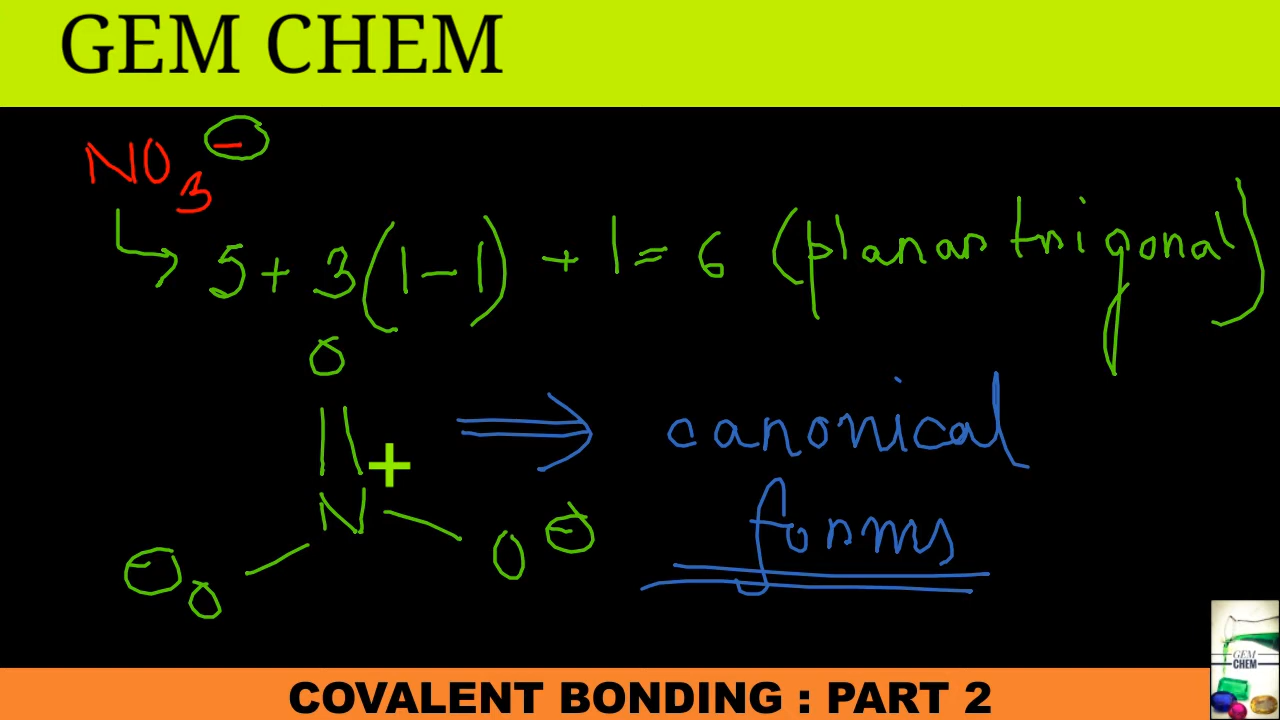 GEM CHEM
NO3 −
5 + 3(1 − 1) + 1 = 6 (planar trigonal)
O
N +
O −
− O
canonical
forms
GEM
CHEM
COVALENT BONDING : PART 2